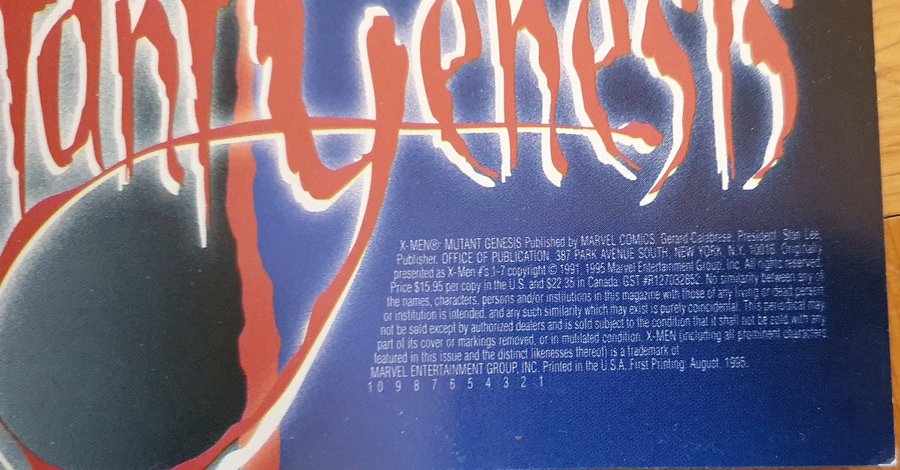 utant Genesis
X-MEN® MUTANT GENESIS Published by MARVEL COMICS, Gerard Calabrese, President. Stan Lee,
Publisher. OFFICE OF PUBLICATION, 387 PARK AVENUE SOUTH, NEW YORK, N.Y. 10016. Originally
presented as X-Men #'s 1-7 copyright © 1991, 1995 Marvel Entertainment Group, Inc. All rights reserved.
Price $15.95 per copy in the U.S. and $22.35 in Canada. GST #R127032852. No similarity between any of
the names, characters, persons and/or institutions in this magazine with those of any living or dead person
or institution is intended, and any such similarity which may exist is purely coincidental. This periodical may
not be sold except by authorized dealers and is sold subject to the condition that it shall not be sold with any
part of its cover or markings removed, or in mutilated condition. X-MEN (including all prominent characters
featured in this issue and the distinct likenesses thereof) is a trademark of
MARVEL ENTERTAINMENT GROUP, INC. Printed in the U.S.A. First Printing: August, 1995.
10 9 8 7 6 5 4 3 2 1